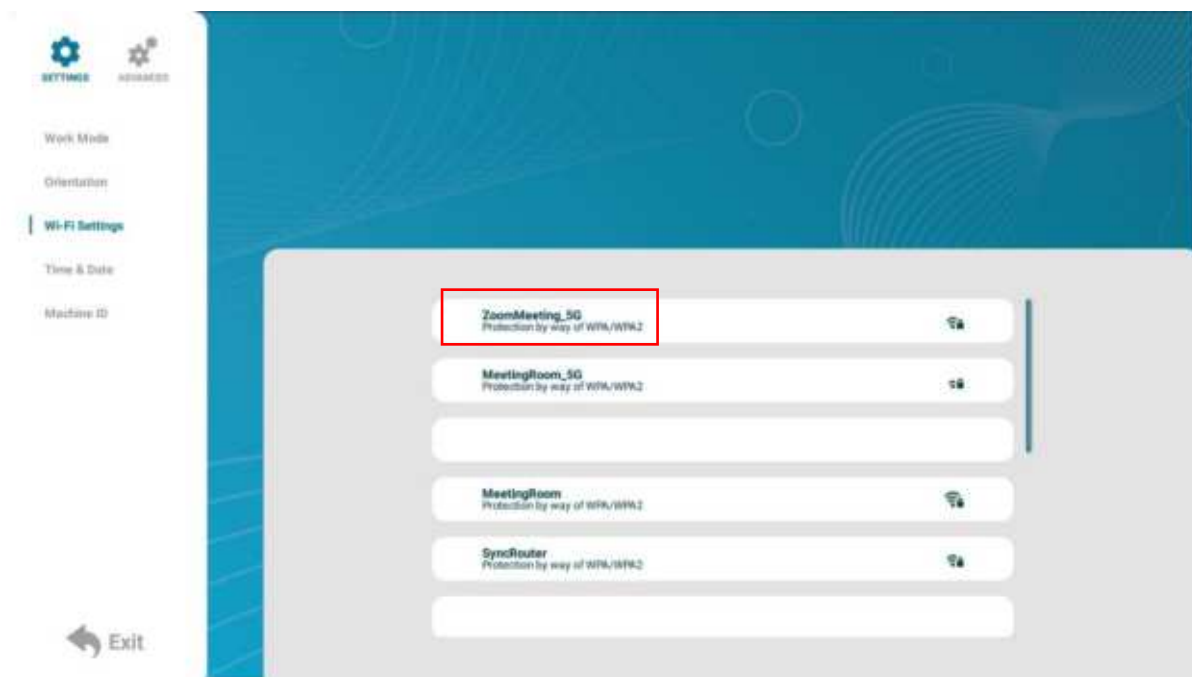 SETTINGS
ADVANCED
Work Mode
Orientation
Wi-Fi Settings
Time & Date
Machine ID
Exit
ZoomMeeting_5G
Protection by way of WPA/WPA2
MeetingRoom_5G
Protection by way of WPA/WPA2
MeetingRoom
Protection by way of WPA/WPA2
SyncRouter
Protection by way of WPA/WPA2